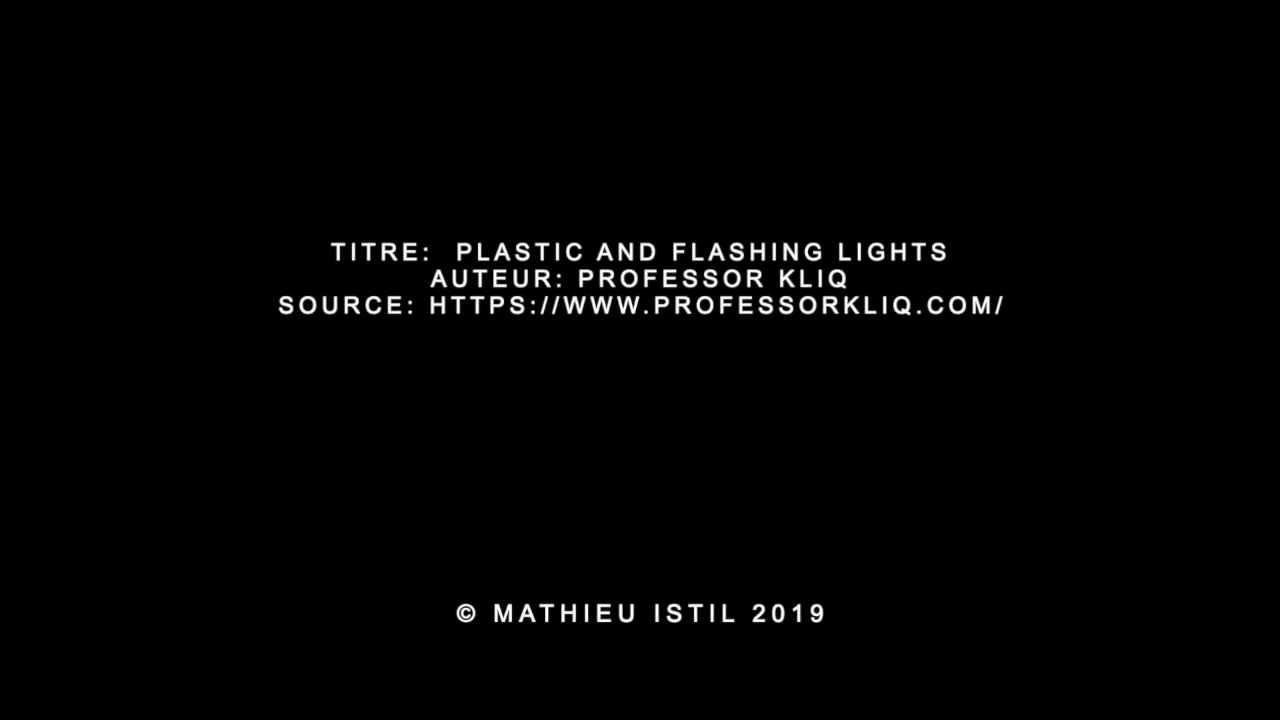 TITRE:  PLASTIC AND FLASHING LIGHTS
AUTEUR: PROFESSOR KLIQ
SOURCE: HTTPS://WWW.PROFESSORKLIQ.COM/
© MATHIEU ISTIL 2019